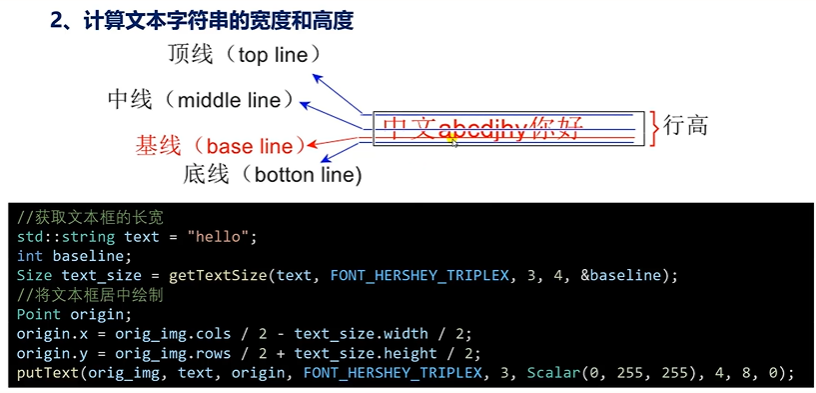 2、计算文本字符串的宽度和高度
顶线（top line）
中线（middle line）
中文abcdjhy你好
行高
基线（base line）
底线（botton line)
//获取文本框的长宽
std::string text = "hello";
int baseline;
Size text_size = getTextSize(text, FONT_HERSHEY_TRIPLEX, 3, 4, &baseline);
//将文本框居中绘制
Point origin;
origin.x = orig_img.cols / 2 - text_size.width / 2;
origin.y = orig_img.rows / 2 + text_size.height / 2;
putText(orig_img, text, origin, FONT_HERSHEY_TRIPLEX, 3, Scalar(0, 255, 255), 4, 8, 0);